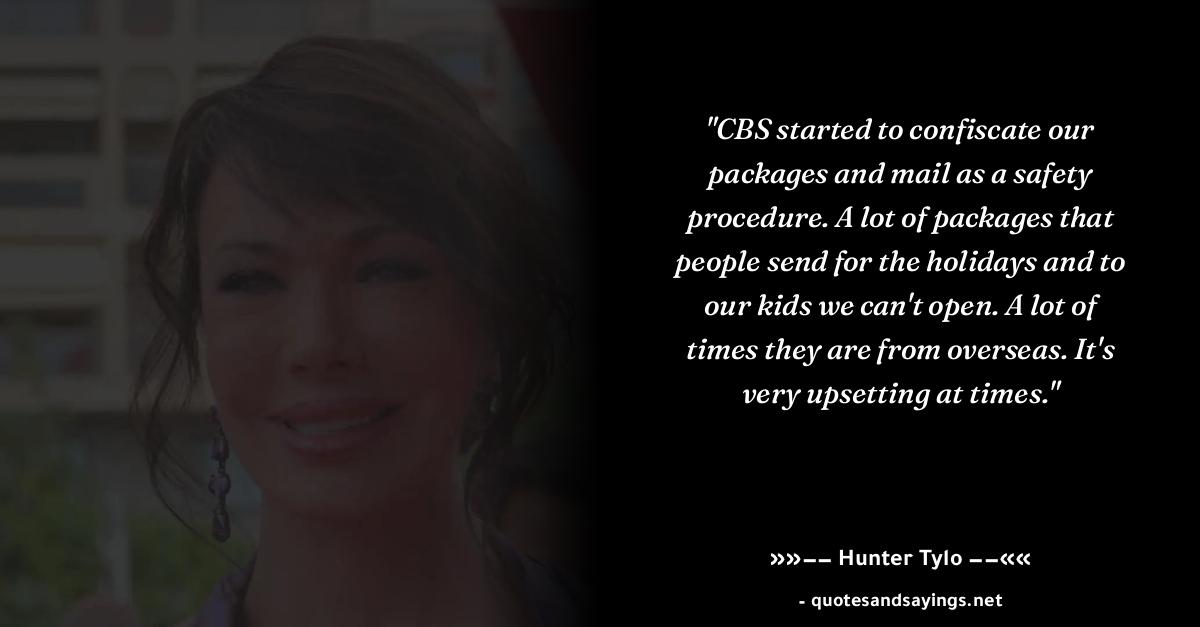 "CBS started to confiscate our
packages and mail as a safety
procedure. A lot of packages that
people send for the holidays and to
our kids we can't open. A lot of
times they are from overseas. It's
very upsetting at times."
»»−− Hunter Tylo −−««
- quotesandsayings.net